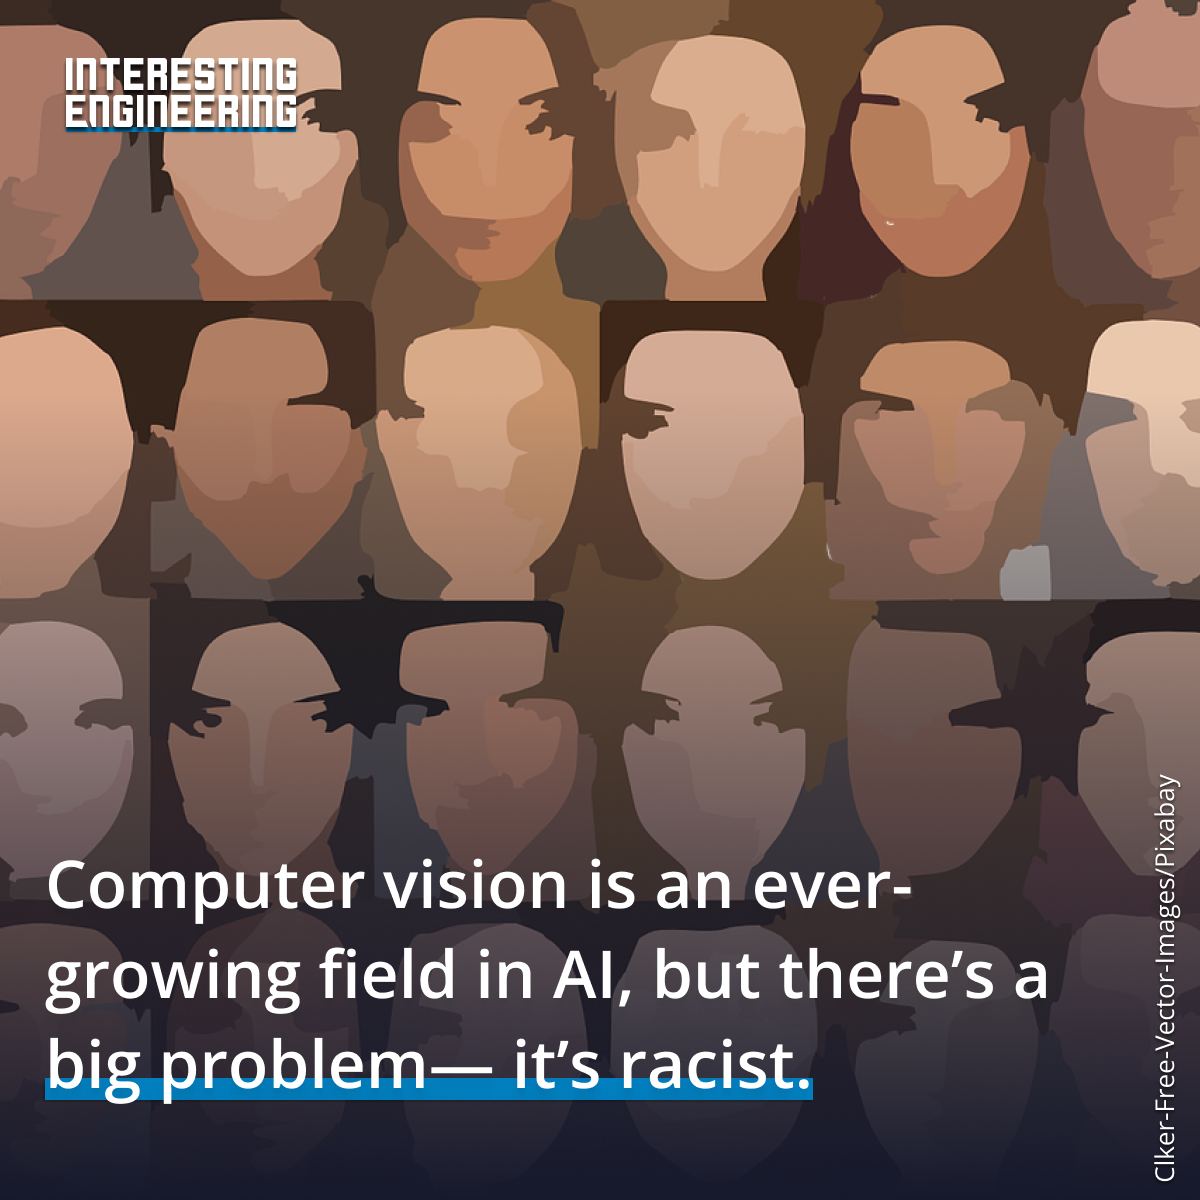 INTERESTING
ENGINEERING
Computer vision is an ever-
growing field in AI, but there’s a
big problem— it’s racist.
Clker-Free-Vector-Images/Pixabay